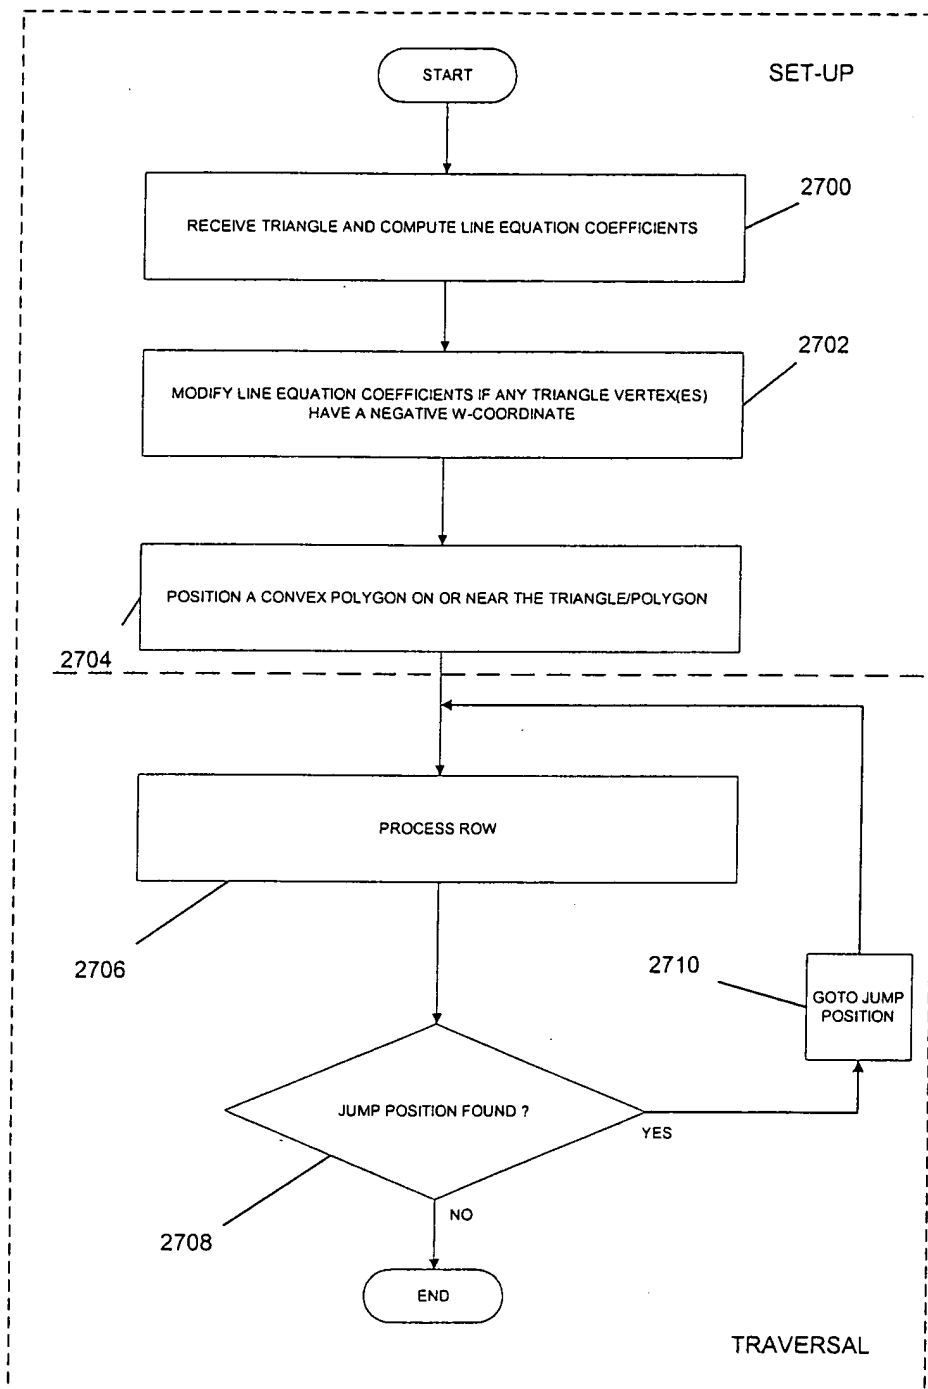 START
SET-UP
2700
RECEIVE TRIANGLE AND COMPUTE LINE EQUATION COEFFICIENTS
2702
MODIFY LINE EQUATION COEFFICIENTS IF ANY TRIANGLE VERTEX(ES)
HAVE A NEGATIVE W-COORDINATE
POSITION A CONVEX POLYGON ON OR NEAR THE TRIANGLE/POLYGON
2704
PROCESS ROW
2706
2710
GOTO JUMP
POSITION
JUMP POSITION FOUND ?
YES
NO
2708
END
TRAVERSAL